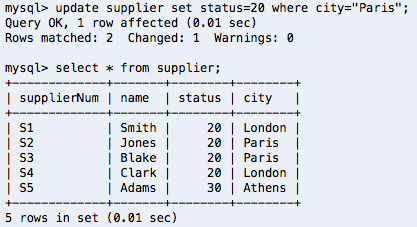 mysql> update supplier set status=20 where city="Paris";
Query OK, 1 row affected (0.01 sec)
Rows matched: 2  Changed: 1  Warnings: 0
mysql> select * from supplier;
+-------------+-------+--------+--------+
| supplierNum | name  | status | city   |
+-------------+-------+--------+--------+
| S1          | Smith |     20 | London |
| S2          | Jones |     20 | Paris  |
| S3          | Blake |     20 | Paris  |
| S4          | Clark |     20 | London |
| S5          | Adams |     30 | Athens |
+-------------+-------+--------+--------+
5 rows in set (0.01 sec)